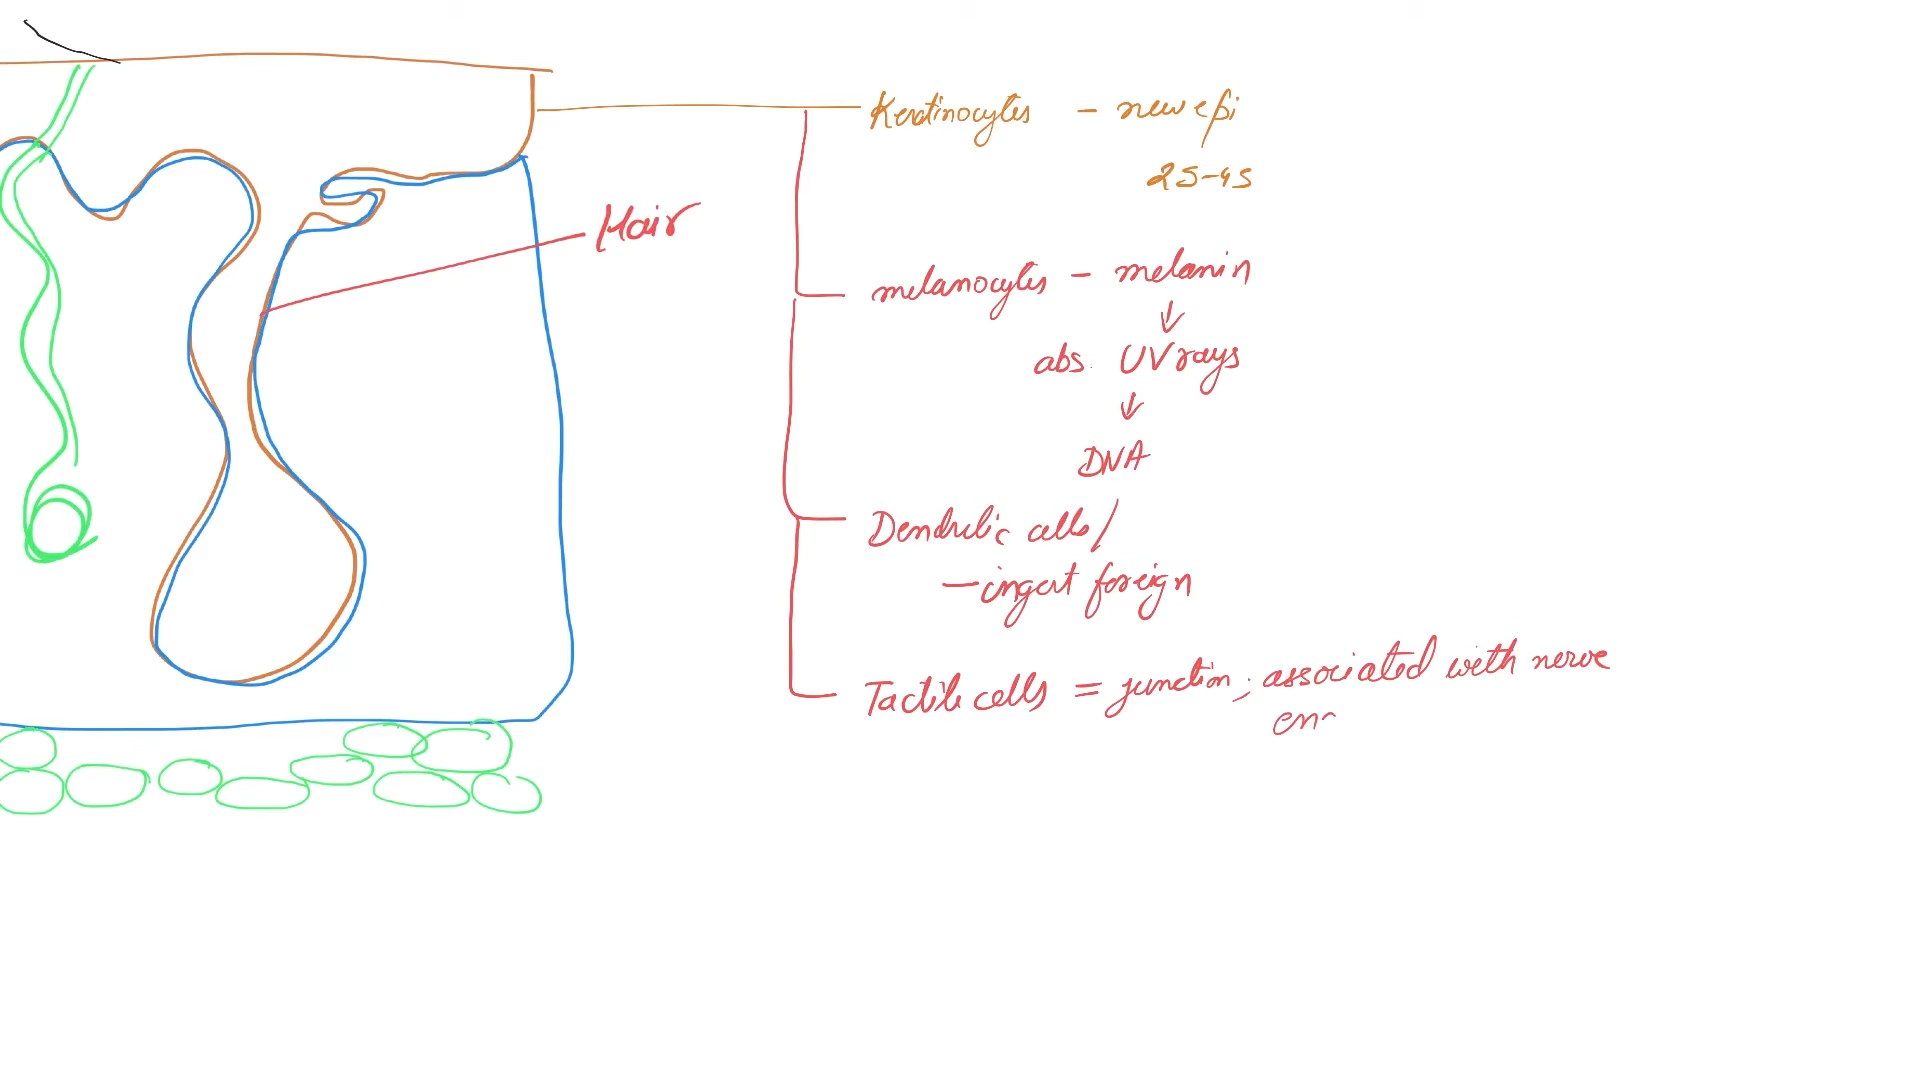 Keratinocytes - new epi
25-45
Hair
melanocytes - melanin
↓
abs. UV rays
↓
DNA
Dendritic cells /
- ingest foreign
Tactile cells = junction; associated with nerve
en